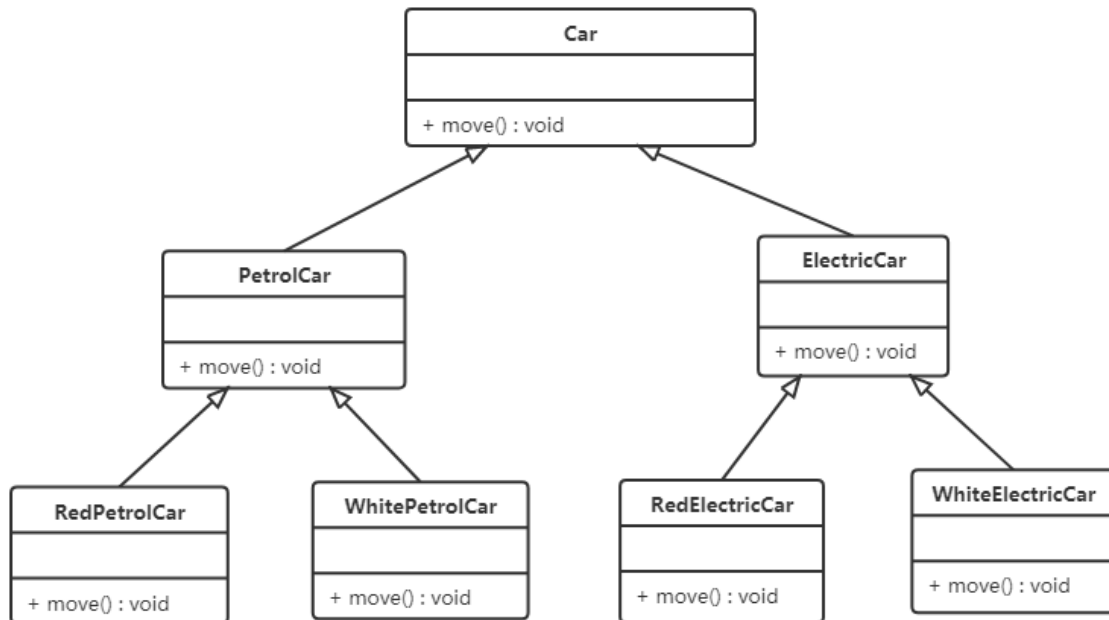 Car
+ move() : void
PetrolCar
+ move() : void
ElectricCar
+ move() : void
RedPetrolCar
+ move() : void
WhitePetrolCar
+ move() : void
RedElectricCar
+ move() : void
WhiteElectricCar
+ move() : void